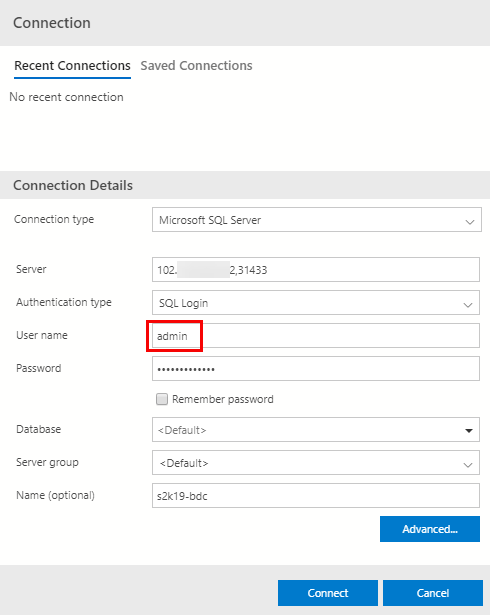 Connection
Recent Connections Saved Connections
No recent connection
Connection Details
Connection type Microsoft SQL Server
Server 102. 2,31433
Authentication type SQL Login
User name admin
Password •••••••••••••
Remember password
Database <Default>
Server group <Default>
Name (optional) s2k19-bdc
Advanced...
Connect Cancel